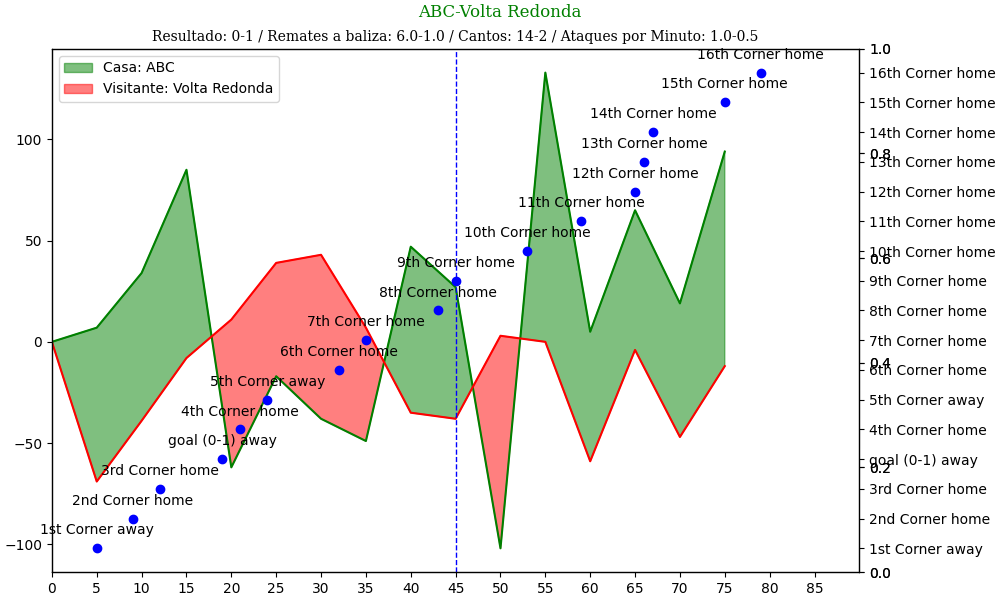 ABC-Volta Redonda
Resultado: 0-1 / Remates a baliza: 6.0-1.0 / Cantos: 14-2 / Ataques por Minuto: 1.0-0.5
Casa: ABC
Visitante: Volta Redonda
16th Corner home
15th Corner home
14th Corner home
13th Corner home
12th Corner home
11th Corner home
10th Corner home
9th Corner home
8th Corner home
7th Corner home
6th Corner home
5th Corner away
4th Corner home
goal (0-1) away
3rd Corner home
2nd Corner home
1st Corner away
100
50
0
−50
−100
0
5
10
15
20
25
30
35
40
45
50
55
60
65
70
75
80
85
1.0
16th Corner home
15th Corner home
14th Corner home
0.8
13th Corner home
12th Corner home
11th Corner home
10th Corner home
0.6
9th Corner home
8th Corner home
7th Corner home
0.4
6th Corner home
5th Corner away
4th Corner home
goal (0-1) away
0.2
3rd Corner home
2nd Corner home
1st Corner away
0.0